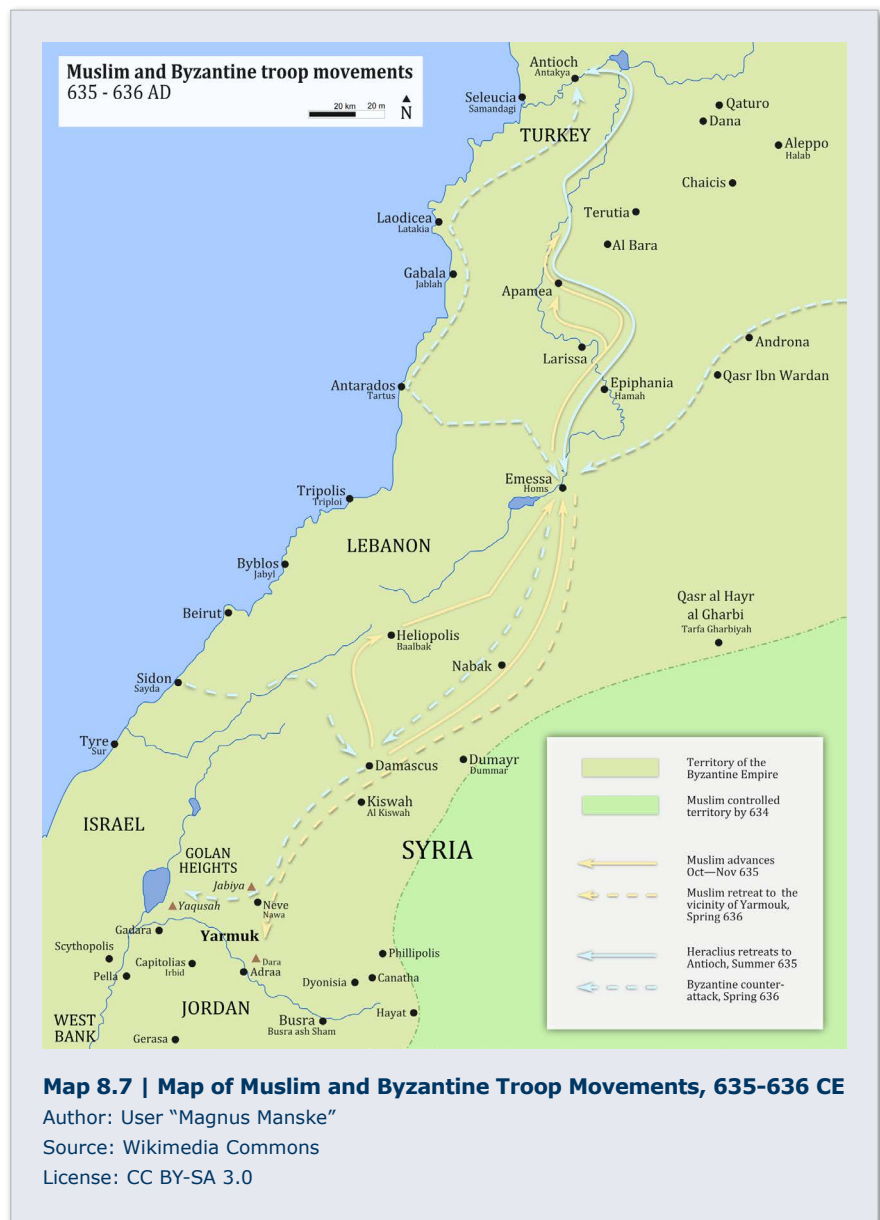 Muslim and Byzantine troop movements
635 - 636 AD
20 km 20 m
N
Antioch
Antakya
Seleucia
Samandagi
TURKEY
Qaturo
Dana
Aleppo
Halab
Chaicis
Terutia
Al Bara
Laodicea
Latakia
Gabala
Jablah
Apamea
Larissa
Androna
Qasr Ibn Wardan
Epiphania
Hamah
Antarados
Tartus
Emessa
Homs
Tripolis
Triploi
LEBANON
Byblos
Jabyl
Beirut
Qasr al Hayr
al Gharbi
Tarfa Gharbiyah
Heliopolis
Baalbak
Nabak
Sidon
Sayda
Tyre
Sur
Damascus
Dumayr
Dummar
Kiswah
Al Kiswah
ISRAEL
SYRIA
GOLAN
HEIGHTS
Jabiya
Yaqusah
Neve
Nawa
Gadara
Yarmuk
Scythopolis
Pella
Capitolias
Irbid
Dara
Adraa
Phillipolis
Dyonisia
Canatha
JORDAN
WEST
BANK
Busra
Busra ash Sham
Hayat
Gerasa
Territory of the
Byzantine Empire
Muslim controlled
territory by 634
Muslim advances
Oct—Nov 635
Muslim retreat to the
vicinity of Yarmouk,
Spring 636
Heraclius retreats to
Antioch, Summer 635
Byzantine counter-
attack, Spring 636
Map 8.7 | Map of Muslim and Byzantine Troop Movements, 635-636 CE
Author: User “Magnus Manske”
Source: Wikimedia Commons
License: CC BY-SA 3.0